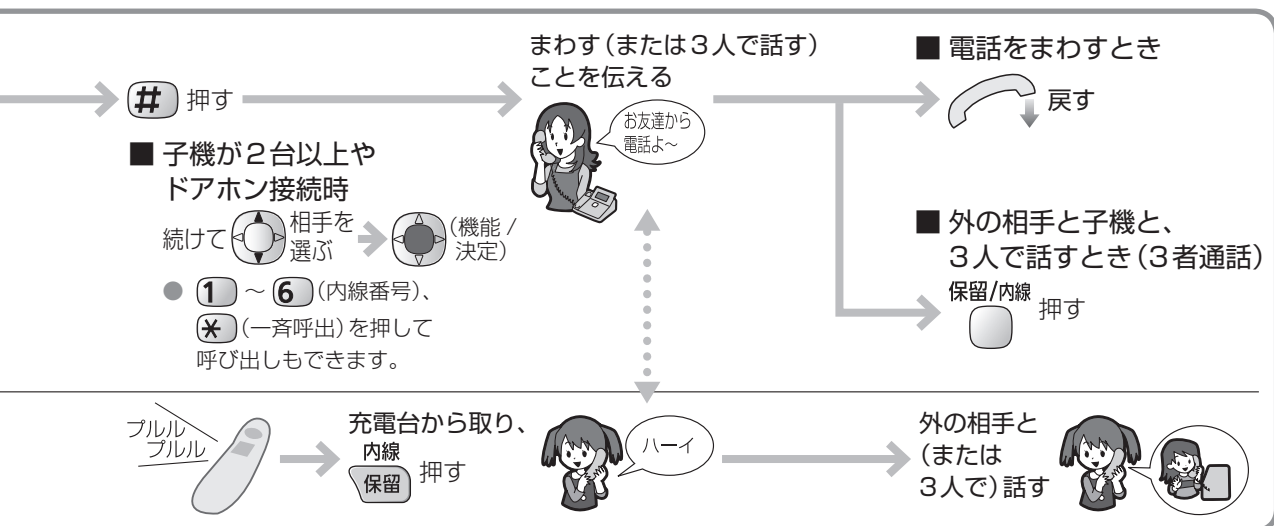 # 押す
■ 子機が2台以上や
ドアホン接続時
続けて 相手を
選ぶ
(機能/
決定)
● 1 ~ 6 (内線番号)、
* (一斉呼出)を押して
呼び出しもできます。
まわす(または3人で話す)
ことを伝える
お友達から
電話よ~
■ 電話をまわすとき
戻す
■ 外の相手と子機と、
3人で話すとき(3者通話)
保留/内線
押す
プルル
プルル
充電台から取り、
内線
保留 押す
ハーイ
外の相手と
(または
3人で)話す